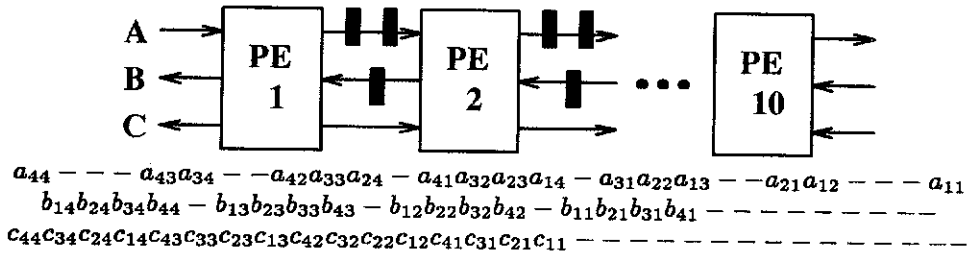 A
B
C
PE 1
PE 2
PE 10
a₄₄ − − − − a₄₃a₃₄ − −a₄₂a₃₃a₂₄ − a₄₁a₃₂a₂₃a₁₄ − a₃₁a₂₂a₁₃ − −a₂₁a₁₂ − − − − a₁₁
b₁₄b₂₄b₃₄b₄₄ − b₁₃b₂₃b₃₃b₄₃ − b₁₂b₂₂b₃₂b₄₂ − b₁₁b₂₁b₃₁b₄₁ − − − − − − − − −
c₄₄c₃₄c₂₄c₁₄c₄₃c₃₃c₂₃c₁₃c₄₂c₃₂c₂₂c₁₂c₄₁c₃₁c₂₁c₁₁ − − − − − − − − − − − − − − −